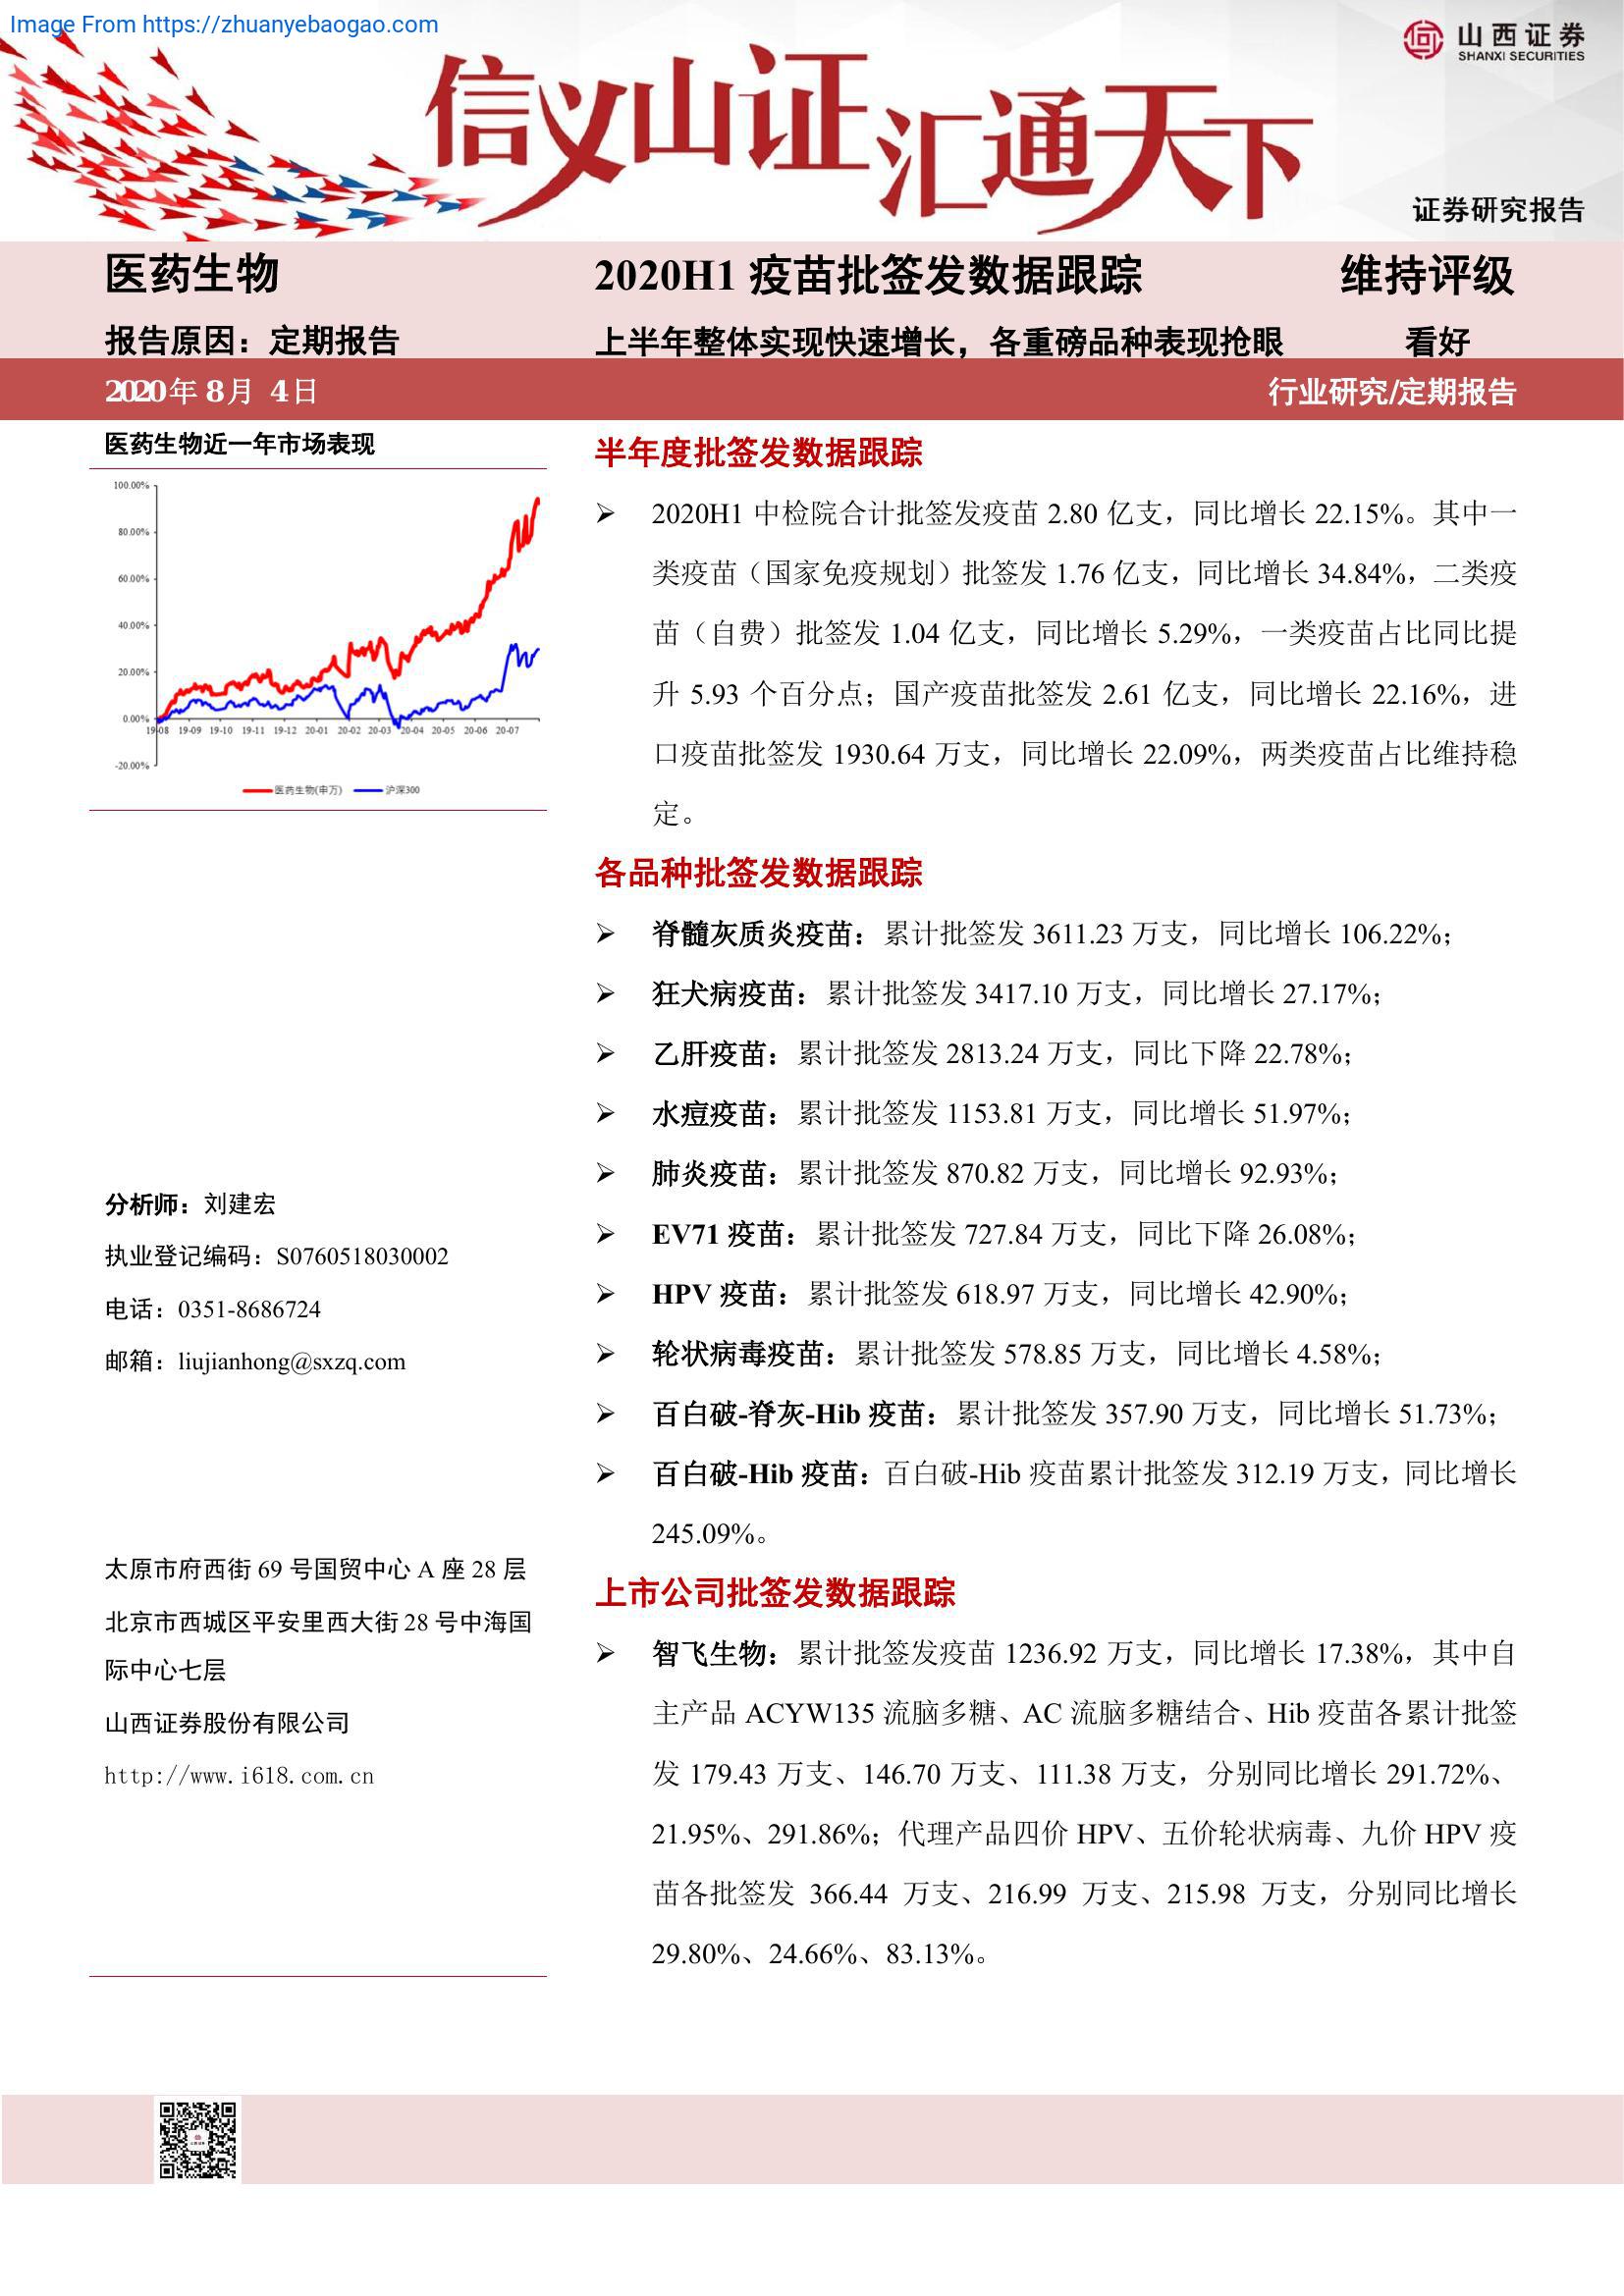 Image From https://zhuanyebaogao.com
山西证券
SHANXI SECURITIES
信义山证汇通天下
证券研究报告
医药生物
报告原因：定期报告
2020H1 疫苗批签发数据跟踪
维持评级
上半年整体实现快速增长，各重磅品种表现抢眼
看好
2020年 8月 4日
行业研究/定期报告
医药生物近一年市场表现
100.00%
80.00%
60.00%
40.00%
20.00%
0.00%
-20.00%
19-08 19-09 19-10 19-11 19-12 20-01 20-02 20-03 20-04 20-05 20-06 20-07
医药生物(申万) 沪深300
分析师：刘建宏
执业登记编码：S0760518030002
电话：0351-8686724
邮箱：liujianhong@sxzq.com
太原市府西街 69 号国贸中心 A 座 28 层
北京市西城区平安里西大街 28 号中海国
际中心七层
山西证券股份有限公司
http://www.i618.com.cn
半年度批签发数据跟踪
➢ 2020H1 中检院合计批签发疫苗 2.80 亿支，同比增长 22.15%。其中一
类疫苗（国家免疫规划）批签发 1.76 亿支，同比增长 34.84%，二类疫
苗（自费）批签发 1.04 亿支，同比增长 5.29%，一类疫苗占比同比提
升 5.93 个百分点；国产疫苗批签发 2.61 亿支，同比增长 22.16%，进
口疫苗批签发 1930.64 万支，同比增长 22.09%，两类疫苗占比维持稳
定。
各品种批签发数据跟踪
➢ 脊髓灰质炎疫苗：累计批签发 3611.23 万支，同比增长 106.22%；
➢ 狂犬病疫苗：累计批签发 3417.10 万支，同比增长 27.17%；
➢ 乙肝疫苗：累计批签发 2813.24 万支，同比下降 22.78%；
➢ 水痘疫苗：累计批签发 1153.81 万支，同比增长 51.97%；
➢ 肺炎疫苗：累计批签发 870.82 万支，同比增长 92.93%；
➢ EV71 疫苗：累计批签发 727.84 万支，同比下降 26.08%；
➢ HPV 疫苗：累计批签发 618.97 万支，同比增长 42.90%；
➢ 轮状病毒疫苗：累计批签发 578.85 万支，同比增长 4.58%；
➢ 百白破-脊灰-Hib 疫苗：累计批签发 357.90 万支，同比增长 51.73%；
➢ 百白破-Hib 疫苗：百白破-Hib 疫苗累计批签发 312.19 万支，同比增长
245.09%。
上市公司批签发数据跟踪
➢ 智飞生物：累计批签发疫苗 1236.92 万支，同比增长 17.38%，其中自
主产品 ACYW135 流脑多糖、AC 流脑多糖结合、Hib 疫苗各累计批签
发 179.43 万支、146.70 万支、111.38 万支，分别同比增长 291.72%、
21.95%、291.86%；代理产品四价 HPV、五价轮状病毒、九价 HPV 疫
苗各批签发 366.44 万支、216.99 万支、215.98 万支，分别同比增长
29.80%、24.66%、83.13%。